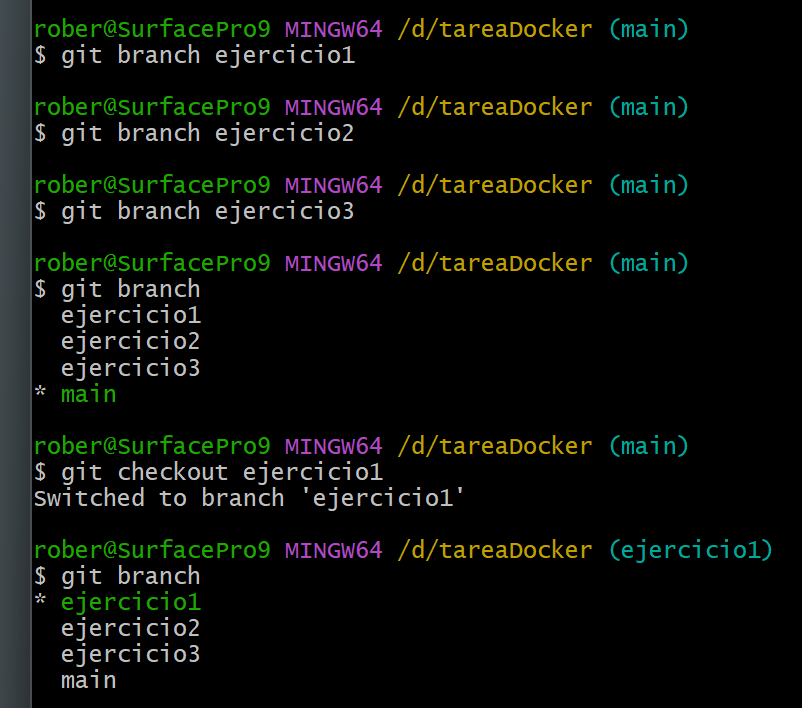 rober@SurfacePro9 MINGW64 /d/tareaDocker (main)
$ git branch ejercicio1
rober@SurfacePro9 MINGW64 /d/tareaDocker (main)
$ git branch ejercicio2
rober@SurfacePro9 MINGW64 /d/tareaDocker (main)
$ git branch ejercicio3
rober@SurfacePro9 MINGW64 /d/tareaDocker (main)
$ git branch
  ejercicio1
  ejercicio2
  ejercicio3
* main
rober@SurfacePro9 MINGW64 /d/tareaDocker (main)
$ git checkout ejercicio1
Switched to branch 'ejercicio1'
rober@SurfacePro9 MINGW64 /d/tareaDocker (ejercicio1)
$ git branch
* ejercicio1
  ejercicio2
  ejercicio3
  main